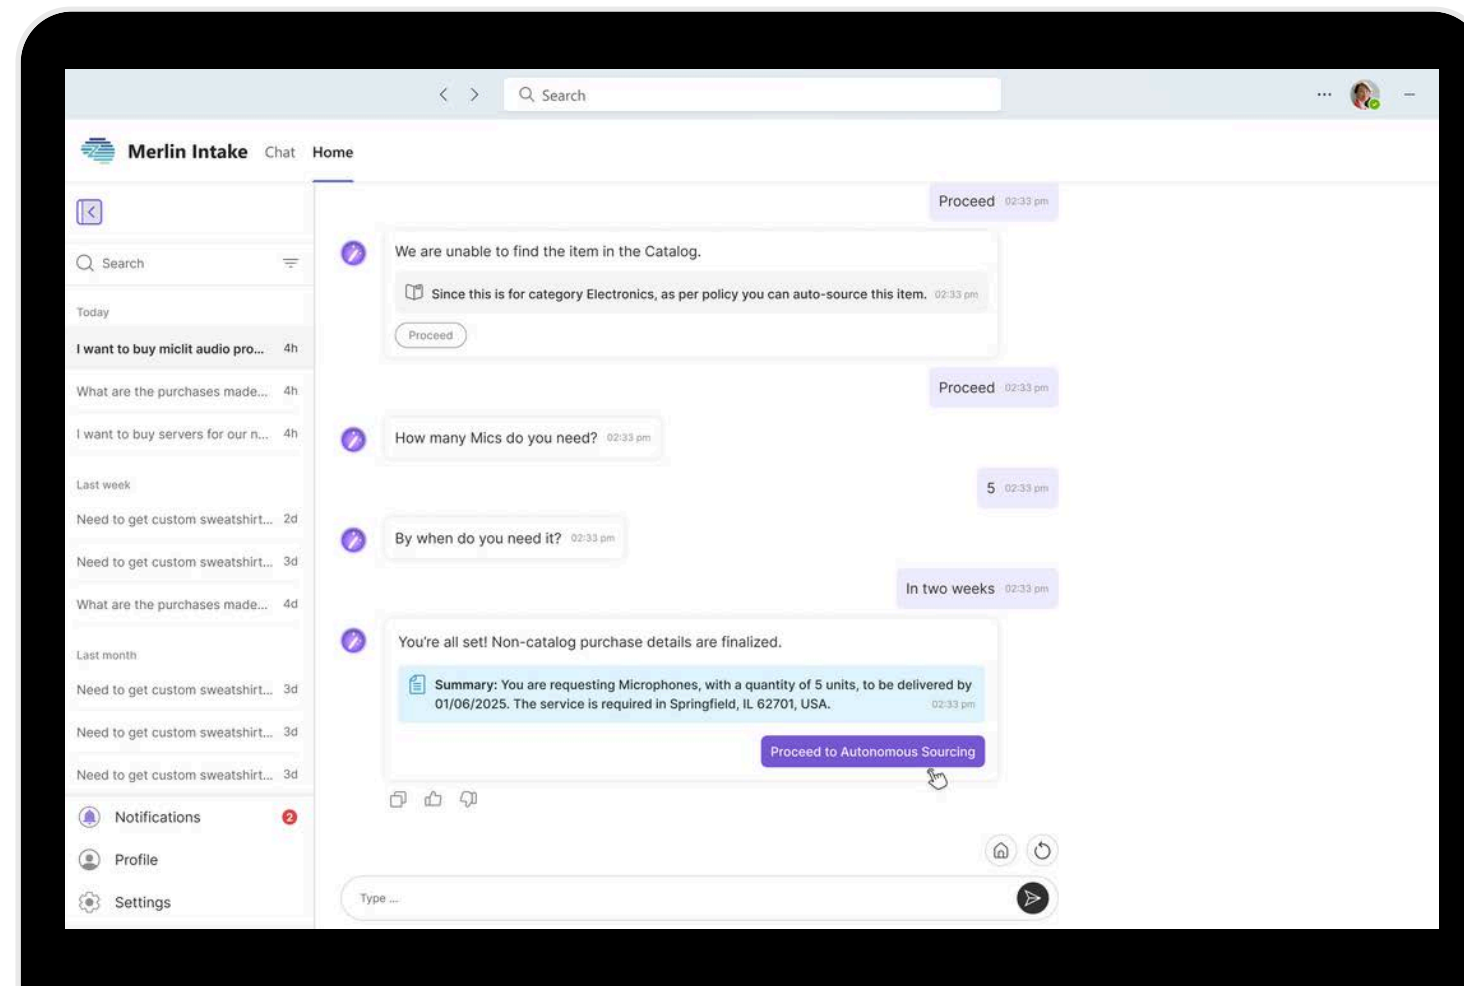 Search
Merlin Intake Chat Home
Search
Today
I want to buy miclit audio pro... 4h
What are the purchases made... 4h
I want to buy servers for our n... 4h
Last week
Need to get custom sweatshirt... 2d
Need to get custom sweatshirt... 3d
What are the purchases made... 4d
Last month
Need to get custom sweatshirt... 3d
Need to get custom sweatshirt... 3d
Need to get custom sweatshirt... 3d
Notifications 2
Profile
Settings
Proceed 02:33 pm
We are unable to find the item in the Catalog.
Since this is for category Electronics, as per policy you can auto-source this item. 02:33 pm
Proceed
Proceed 02:33 pm
How many Mics do you need? 02:33 pm
5 02:33 pm
By when do you need it? 02:33 pm
In two weeks 02:33 pm
You're all set! Non-catalog purchase details are finalized.
Summary: You are requesting Microphones, with a quantity of 5 units, to be delivered by
01/06/2025. The service is required in Springfield, IL 62701, USA. 02:33 pm
Proceed to Autonomous Sourcing
Type ...